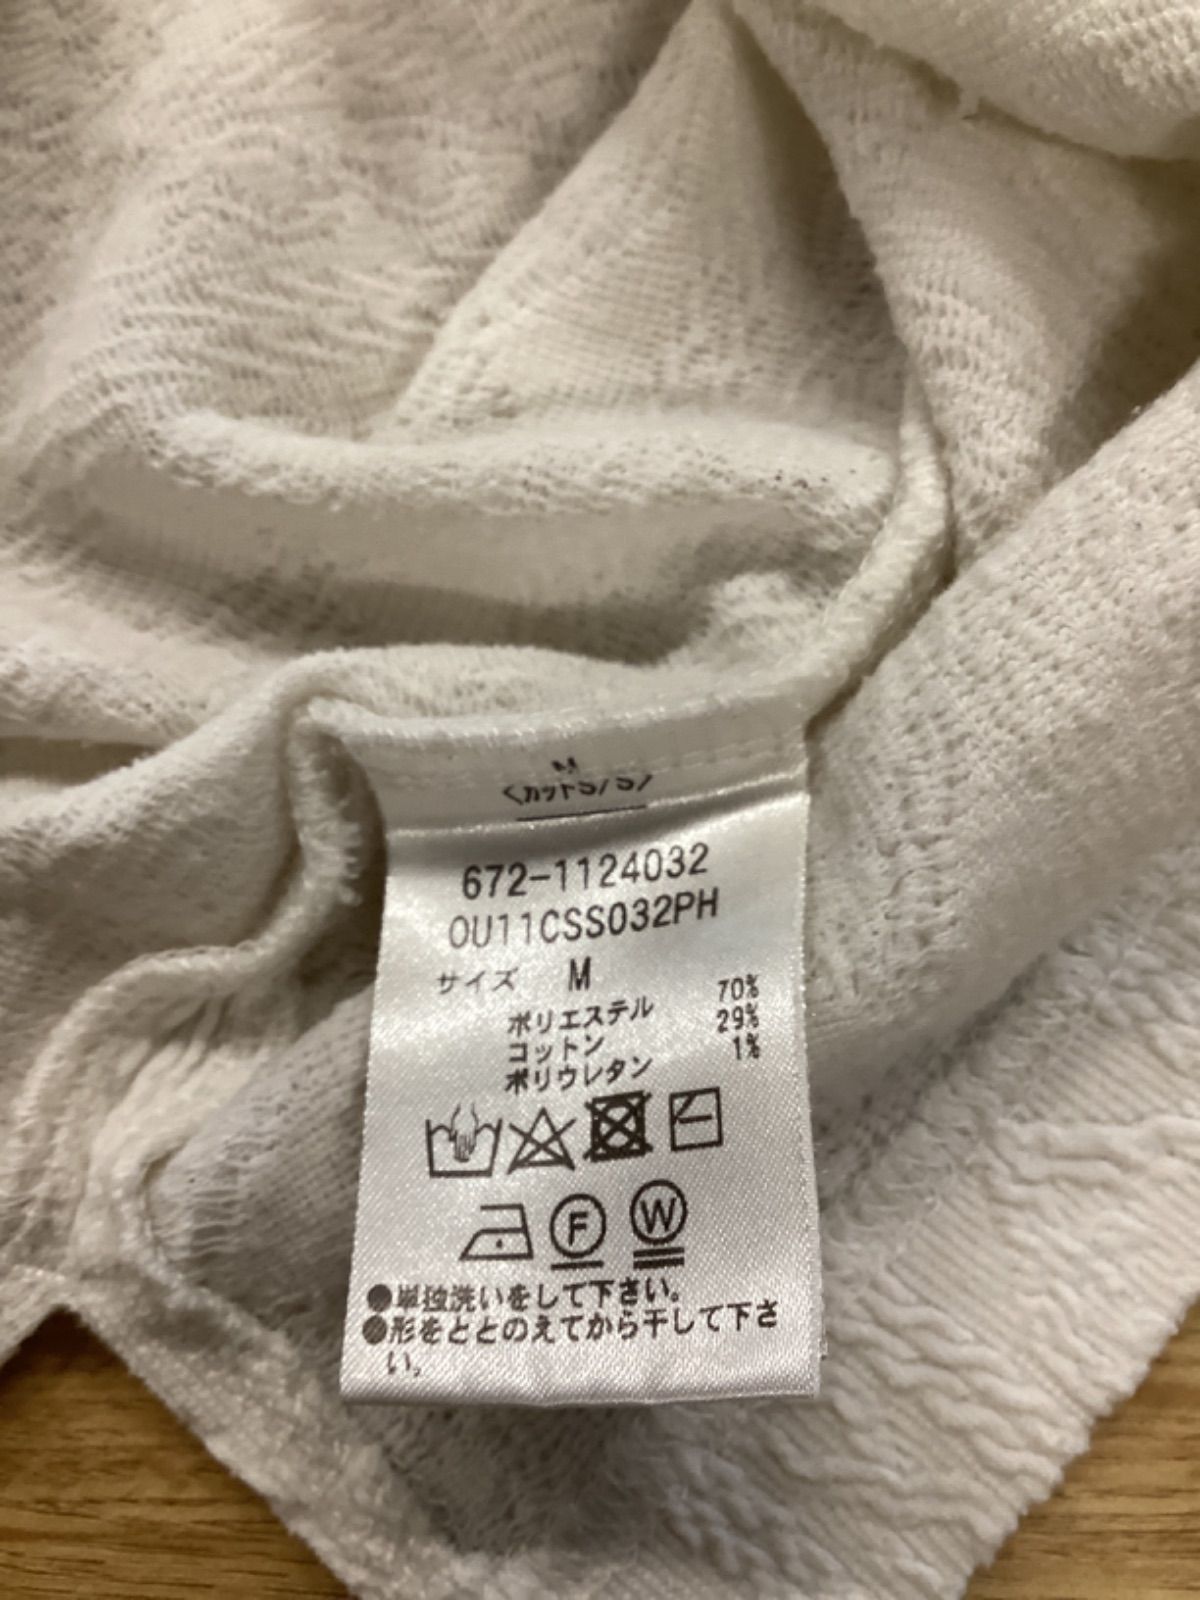 M
<カットS/S>
672-1124032
0U11CSS032PH
サイズ M
ポリエステル 70%
コットン 29%
ポリウレタン 1%
F W
●単独洗いをして下さい。
●形をととのえてから干して下さ
い。